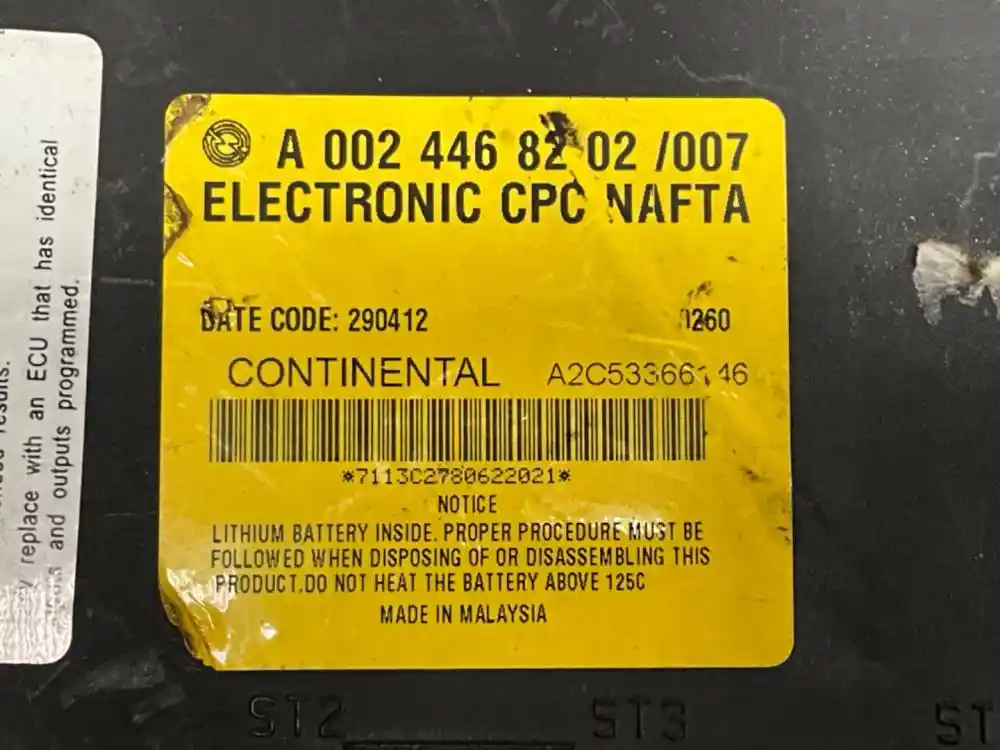 A 002 446 82 02 /007
ELECTRONIC CPC NAFTA
DATE CODE: 290412
CONTINENTAL
*7113C2780622021*
NOTICE
LITHIUM BATTERY INSIDE. PROPER PROCEDURE MUST BE
FOLLOWED WHEN DISPOSING OF OR DISASSEMBLING THIS
PRODUCT.DO NOT HEAT THE BATTERY ABOVE 125C
MADE IN MALAYSIA
replace with an ECU that has identical
and outputs programmed.
ST2 ST3